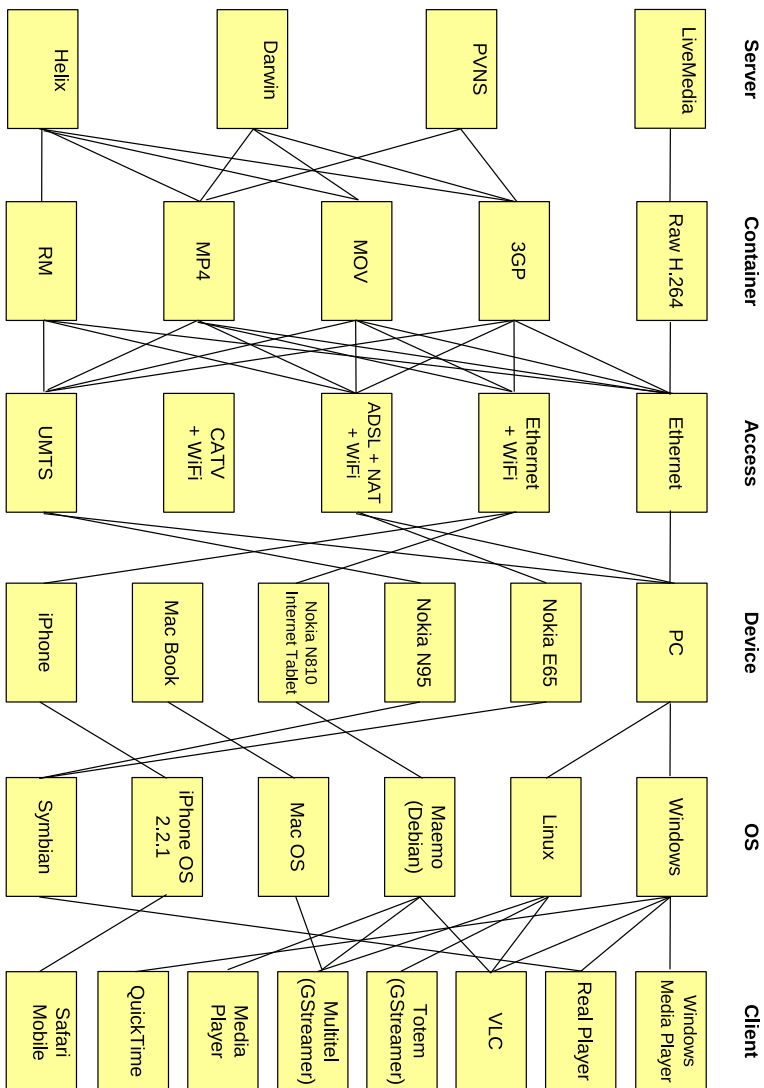 Server
LiveMedia
PVNS
Darwin
Helix
Container
Raw H.264
3GP
MOV
MP4
RM
Access
Ethernet
Ethernet
+ WiFi
ADSL + NAT
+ WiFi
CATV
+ WiFi
UMTS
Device
PC
Nokia E65
Nokia N95
Nokia N810
Internet Tablet
Mac Book
iPhone
OS
Windows
Linux
Maemo
(Debian)
Mac OS
iPhone OS
2.2.1
Symbian
Client
Windows
Media Player
Real Player
VLC
Totem
(GStreamer)
Multitel
(GStreamer)
Media
Player
QuickTime
Safari
Mobile